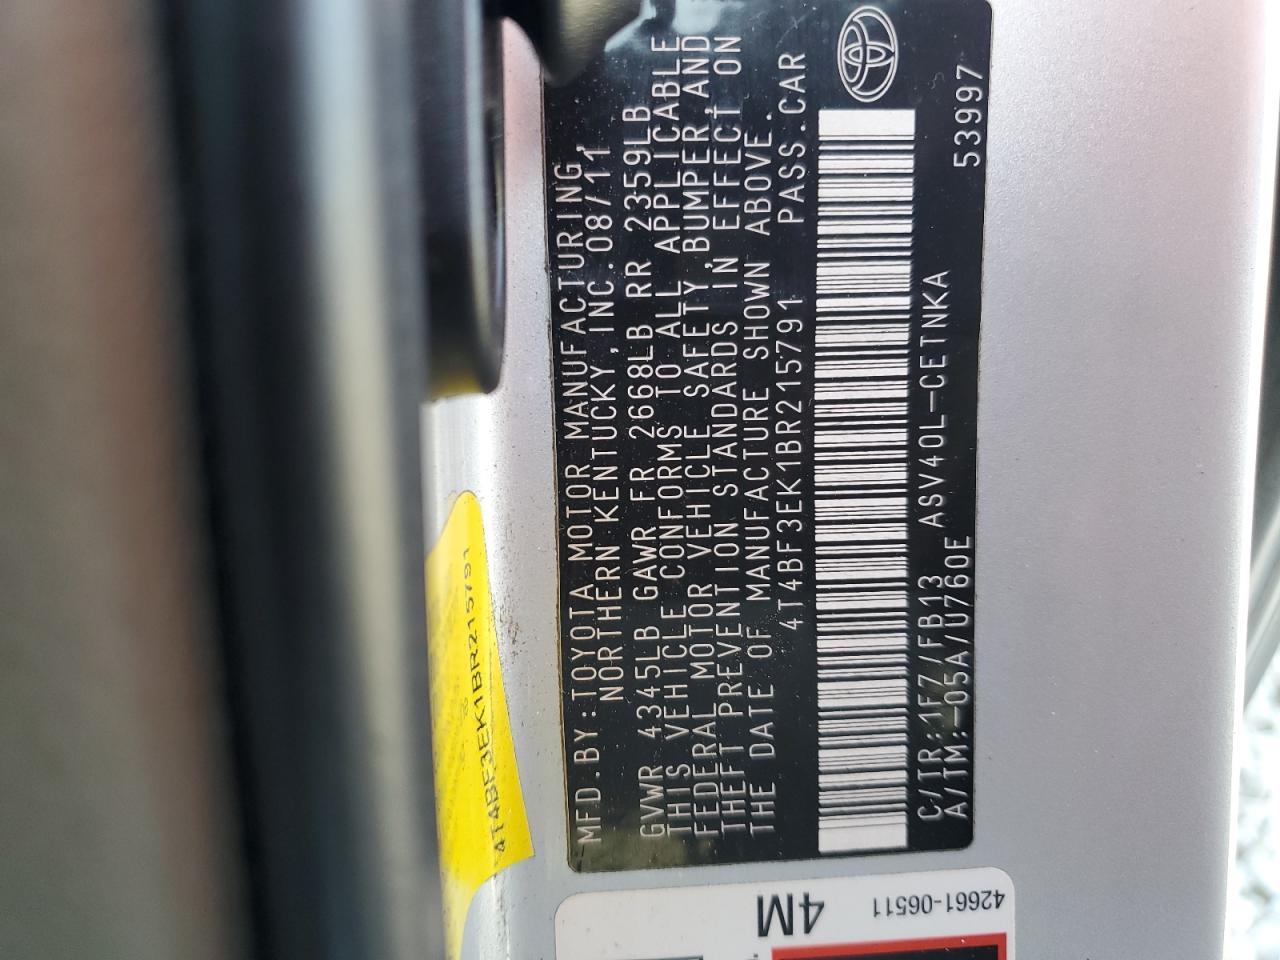 MFD.BY:TOYOTA MOTOR MANUFACTURING,
NORTHERN KENTUCKY,INC.08/11
GVWR 4345LB GAWR FR 2668LB RR 2359LB
THIS VEHICLE CONFORMS TO ALL APPLICABLE
FEDERAL MOTOR VEHICLE SAFETY,BUMPER,AND
THEFT PREVENTION STANDARDS IN EFFECT ON
THE DATE OF MANUFACTURE SHOWN ABOVE.
4T4BF3EK1BR215791 PASS.CAR
C/TR:1F7/FB13 ASV40L-CETNKA
A/TM:-05A/U760E 53997
4T4BF3EK1BR215791
4M
42661-06511